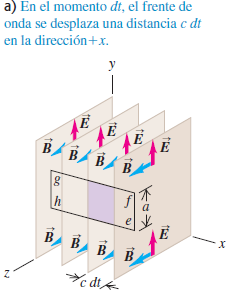 a) En el momento dt, el frente de
onda se desplaza una distancia c dt
en la dirección+x.
y
E⃗
E⃗
E⃗
E⃗
B⃗
B⃗
B⃗
B⃗
g
h
f
a
e
E⃗
B⃗
B⃗
B⃗
B⃗
x
z
c dt